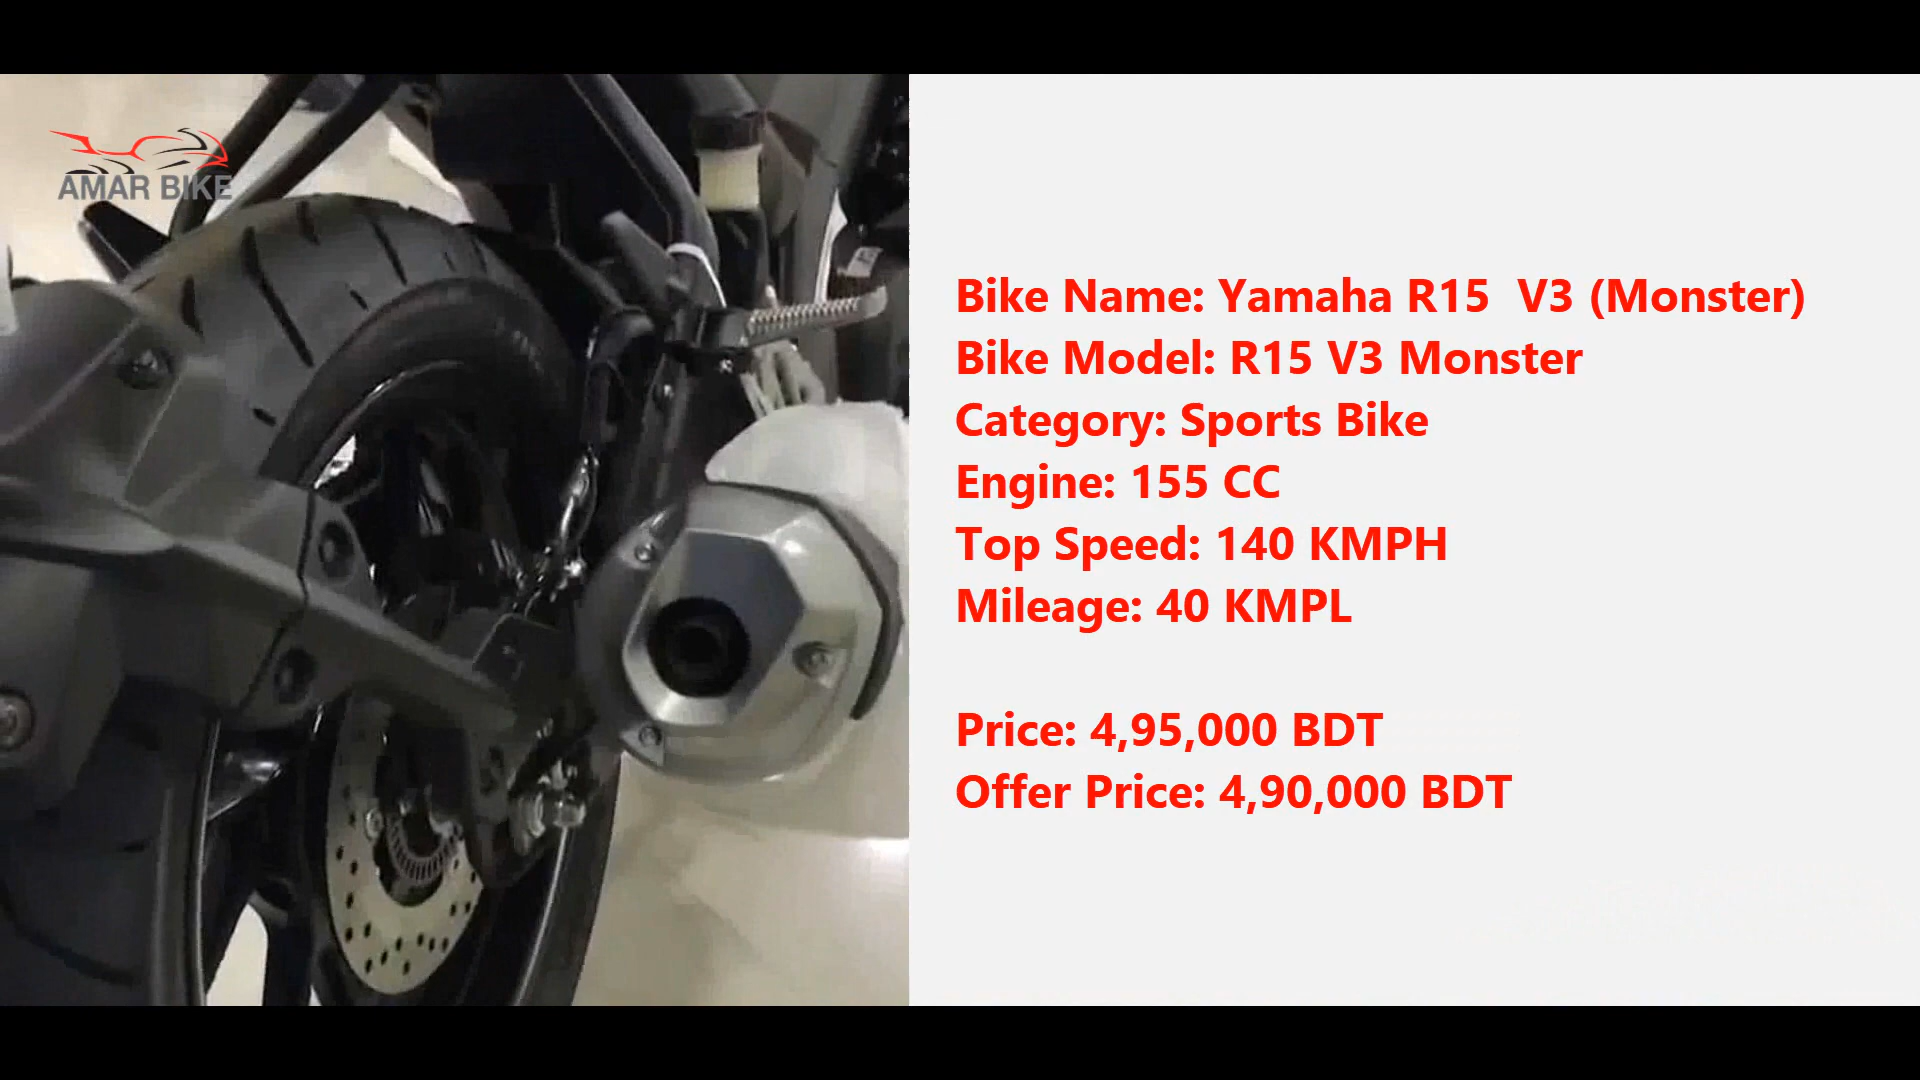 AMAR BIKE
Bike Name: Yamaha R15  V3 (Monster)
Bike Model: R15 V3 Monster
Category: Sports Bike
Engine: 155 CC
Top Speed: 140 KMPH
Mileage: 40 KMPL
Price: 4,95,000 BDT
Offer Price: 4,90,000 BDT